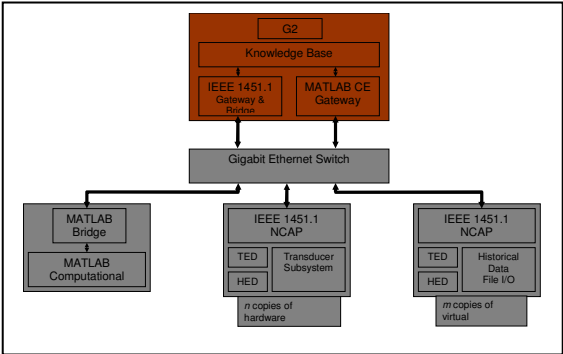 G2
Knowledge Base
IEEE 1451.1
Gateway &
Bridge
MATLAB CE
Gateway
Gigabit Ethernet Switch
MATLAB
Bridge
MATLAB
Computational
IEEE 1451.1
NCAP
TED
HED
Transducer
Subsystem
n copies of
hardware
IEEE 1451.1
NCAP
TED
HED
Historical
Data
File I/O
m copies of
virtual